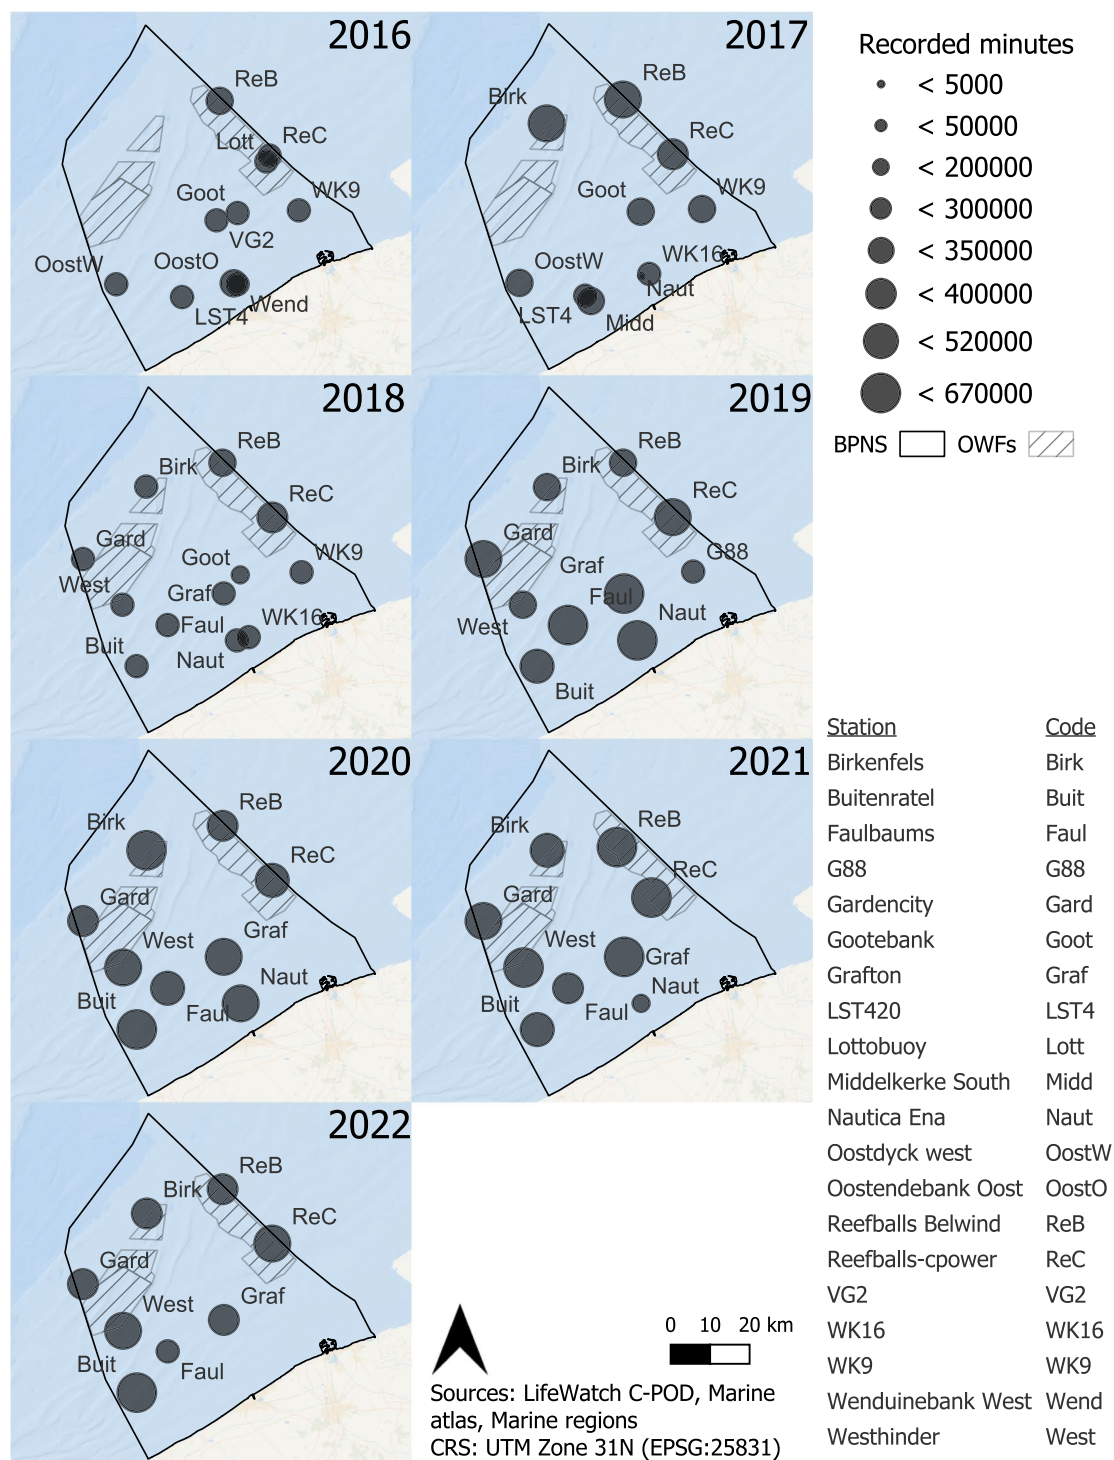 2016
ReB
Lott
ReC
Goot
WK9
VG2
OostW
OostO
LST4
Wend
2017
ReB
Birk
ReC
Goot
WK9
OostW
WK16
Naut
LST4
Midd
Recorded minutes
< 5000
< 50000
< 200000
< 300000
< 350000
< 400000
< 520000
< 670000
BPNS
OWFs
2018
ReB
Birk
ReC
Gard
Goot
WK9
West
Graf
Faul
WK16
Buit
Naut
2019
ReB
Birk
ReC
Gard
G88
Graf
Faul
West
Naut
Buit
2020
ReB
Birk
ReC
Gard
West
Graf
Buit
Naut
Faul
2021
ReB
Birk
ReC
Gard
West
Graf
Buit
Naut
Faul
2022
ReB
Birk
ReC
Gard
West
Graf
Buit
Faul
Station Code
Birkenfels Birk
Buitenratel Buit
Faulbaums Faul
G88 G88
Gardencity Gard
Gootebank Goot
Grafton Graf
LST420 LST4
Lottobuoy Lott
Middelkerke South Midd
Nautica Ena Naut
Oostdyck west OostW
Oostendebank Oost OostO
Reefballs Belwind ReB
Reefballs-cpower ReC
VG2 VG2
WK16 WK16
WK9 WK9
Wenduinebank West Wend
Westhinder West
0 10 20 km
Sources: LifeWatch C-POD, Marine
atlas, Marine regions
CRS: UTM Zone 31N (EPSG:25831)